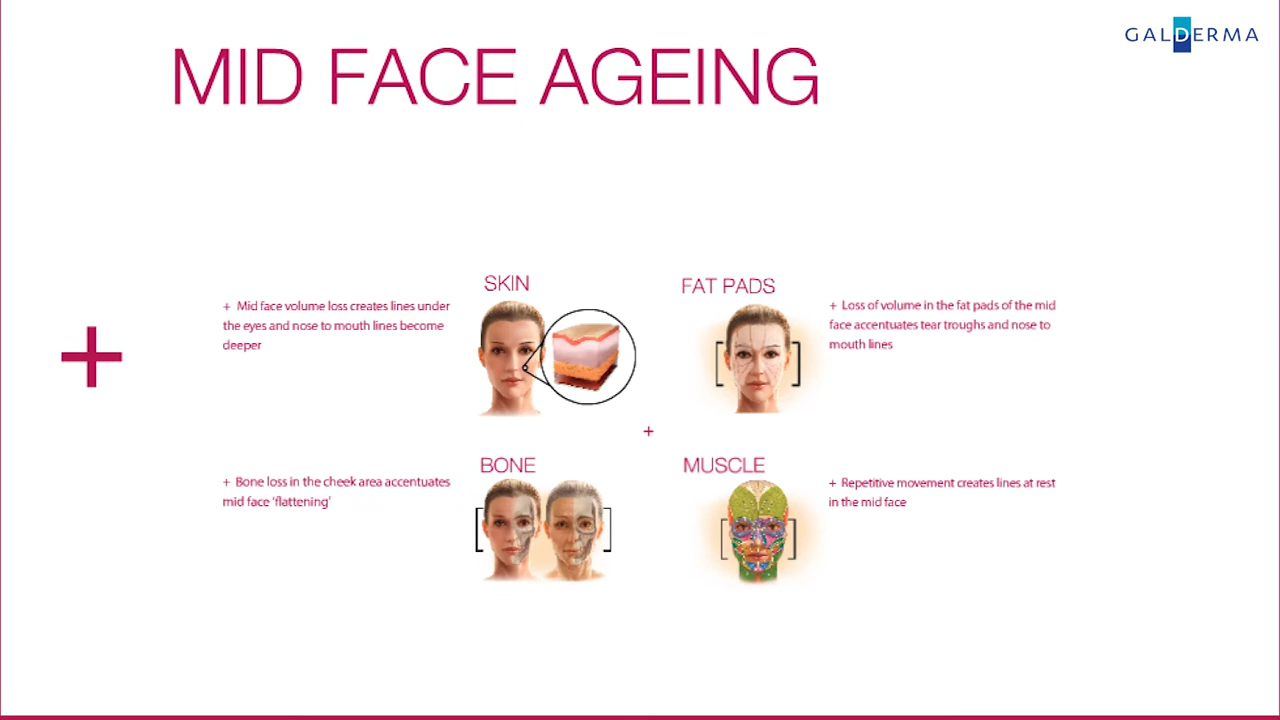 GALDERMA
MID FACE AGEING
SKIN
+ Mid face volume loss creates lines under
the eyes and nose to mouth lines become
deeper
FAT PADS
+ Loss of volume in the fat pads of the mid
face accentuates tear troughs and nose to
mouth lines
+
+
BONE
+ Bone loss in the cheek area accentuates
mid face ‘flattening’
MUSCLE
+ Repetitive movement creates lines at rest
in the mid face